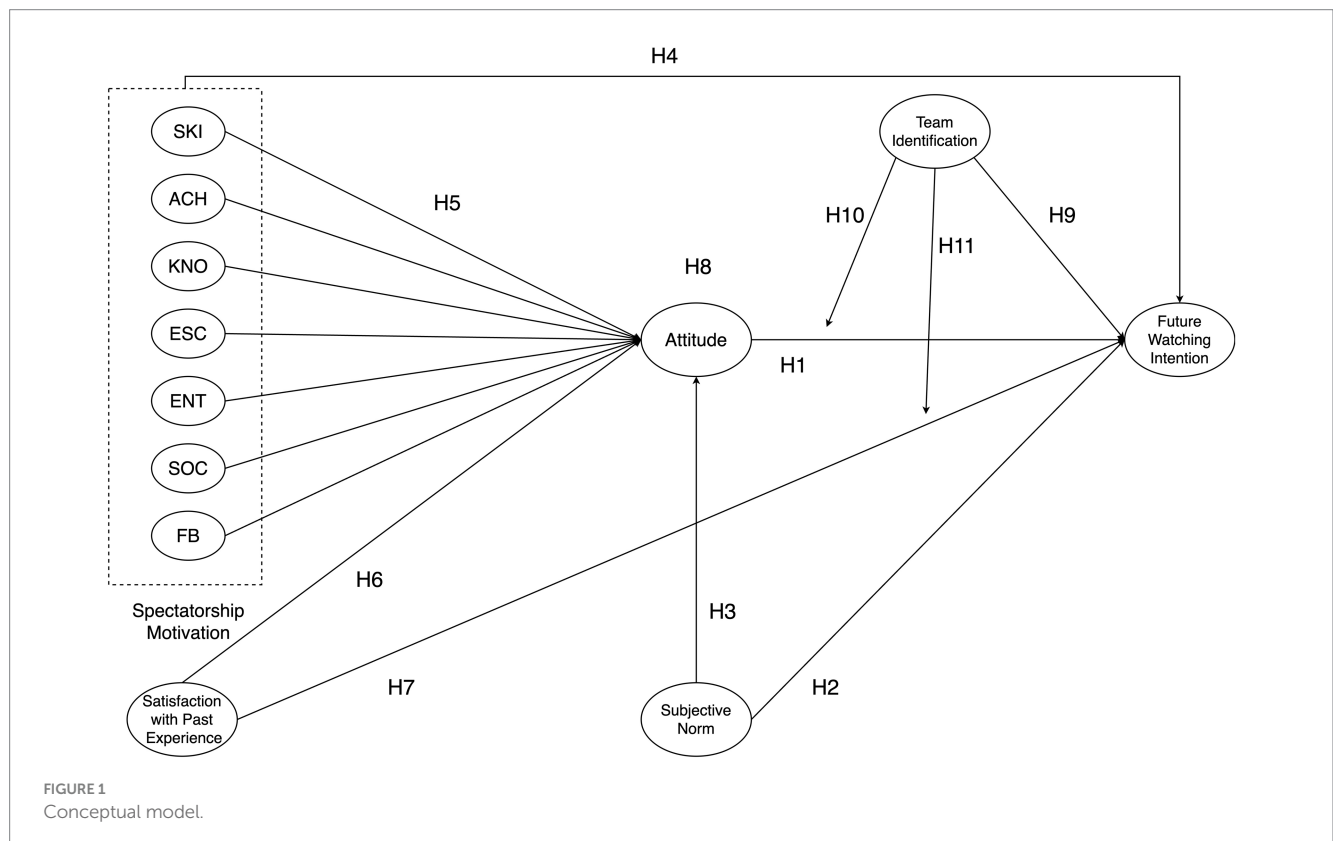 H4
SKI
ACH
KNO
ESC
ENT
SOC
FB
Spectatorship
Motivation
H5
H6
H7
Satisfaction
with Past
Experience
H8
Attitude
H1
H3
Subjective
Norm
H2
Team
Identification
H10
H11
H9
Future
Watching
Intention
FIGURE 1
Conceptual model.